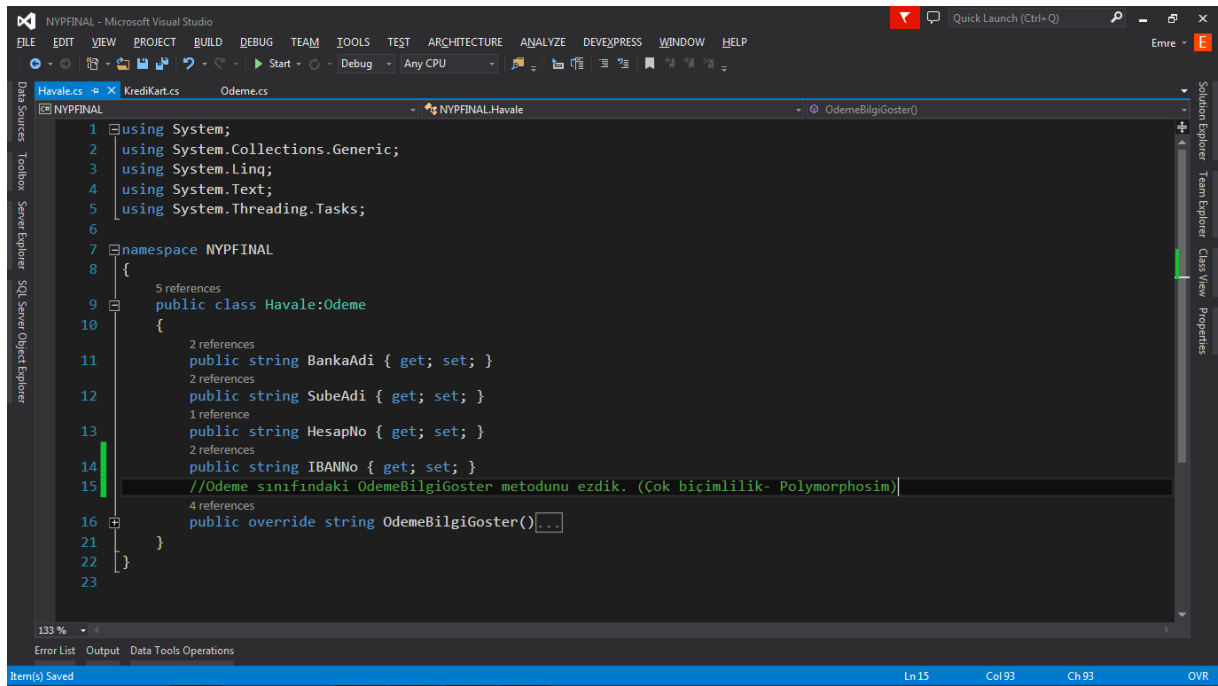 NYPFINAL - Microsoft Visual Studio
Quick Launch (Ctrl+Q)
FILE EDIT VIEW PROJECT BUILD DEBUG TEAM TOOLS TEST ARCHITECTURE ANALYZE DEVEXPRESS WINDOW HELP
Emre E
Start Debug Any CPU
Data Sources
Toolbox
Server Explorer
SQL Server Object Explorer
Havale.cs KrediKart.cs Odeme.cs
NYPFINAL NYPFINAL.Havale OdemeBilgiGoster()
1 using System;
2 using System.Collections.Generic;
3 using System.Linq;
4 using System.Text;
5 using System.Threading.Tasks;
6
7 namespace NYPFINAL
8 {
5 references
9 public class Havale:Odeme
10 {
2 references
11 public string BankaAdi { get; set; }
2 references
12 public string SubeAdi { get; set; }
1 reference
13 public string HesapNo { get; set; }
2 references
14 public string IBANNo { get; set; }
15 //Odeme sınıfındaki OdemeBilgiGoster metodunu ezdik. (Çok biçimlilik- Polymorphosim)
4 references
16 public override string OdemeBilgiGoster()...
21 }
22 }
23
Solution Explorer
Team Explorer
Class View
Properties
133 %
Error List Output Data Tools Operations
Item(s) Saved Ln 15 Col 93 Ch 93 OVR